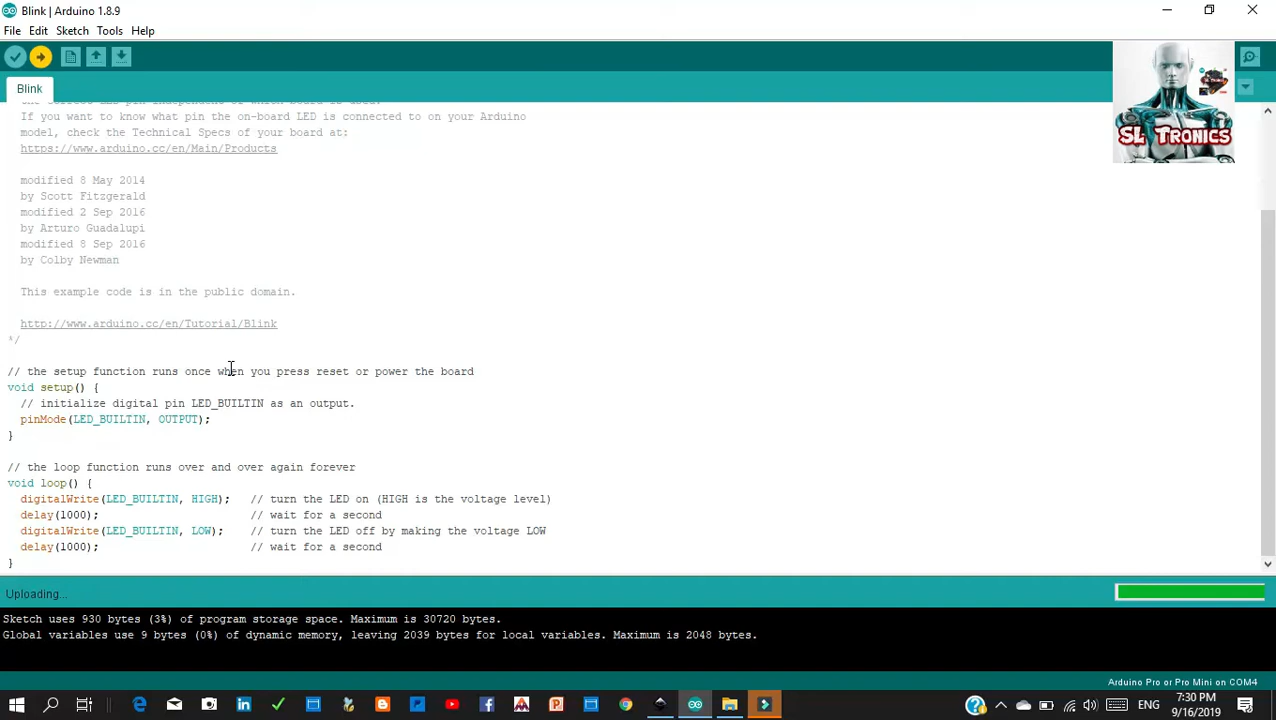 Blink | Arduino 1.8.9
File Edit Sketch Tools Help
SL TRONICS
Blink
If you want to know what pin the on-board LED is connected to on your Arduino
model, check the Technical Specs of your board at:
https://www.arduino.cc/en/Main/Products
modified 8 May 2014
by Scott Fitzgerald
modified 2 Sep 2016
by Arturo Guadalupi
modified 8 Sep 2016
by Colby Newman
This example code is in the public domain.
http://www.arduino.cc/en/Tutorial/Blink
*/
// the setup function runs once when you press reset or power the board
void setup() {
// initialize digital pin LED_BUILTIN as an output.
pinMode(LED_BUILTIN, OUTPUT);
}
// the loop function runs over and over again forever
void loop() {
digitalWrite(LED_BUILTIN, HIGH);   // turn the LED on (HIGH is the voltage level)
delay(1000);                       // wait for a second
digitalWrite(LED_BUILTIN, LOW);    // turn the LED off by making the voltage LOW
delay(1000);                       // wait for a second
}
Uploading...
Sketch uses 930 bytes (3%) of program storage space. Maximum is 30720 bytes.
Global variables use 9 bytes (0%) of dynamic memory, leaving 2039 bytes for local variables. Maximum is 2048 bytes.
Arduino Pro or Pro Mini on COM4
ENG
7:30 PM
9/16/2019